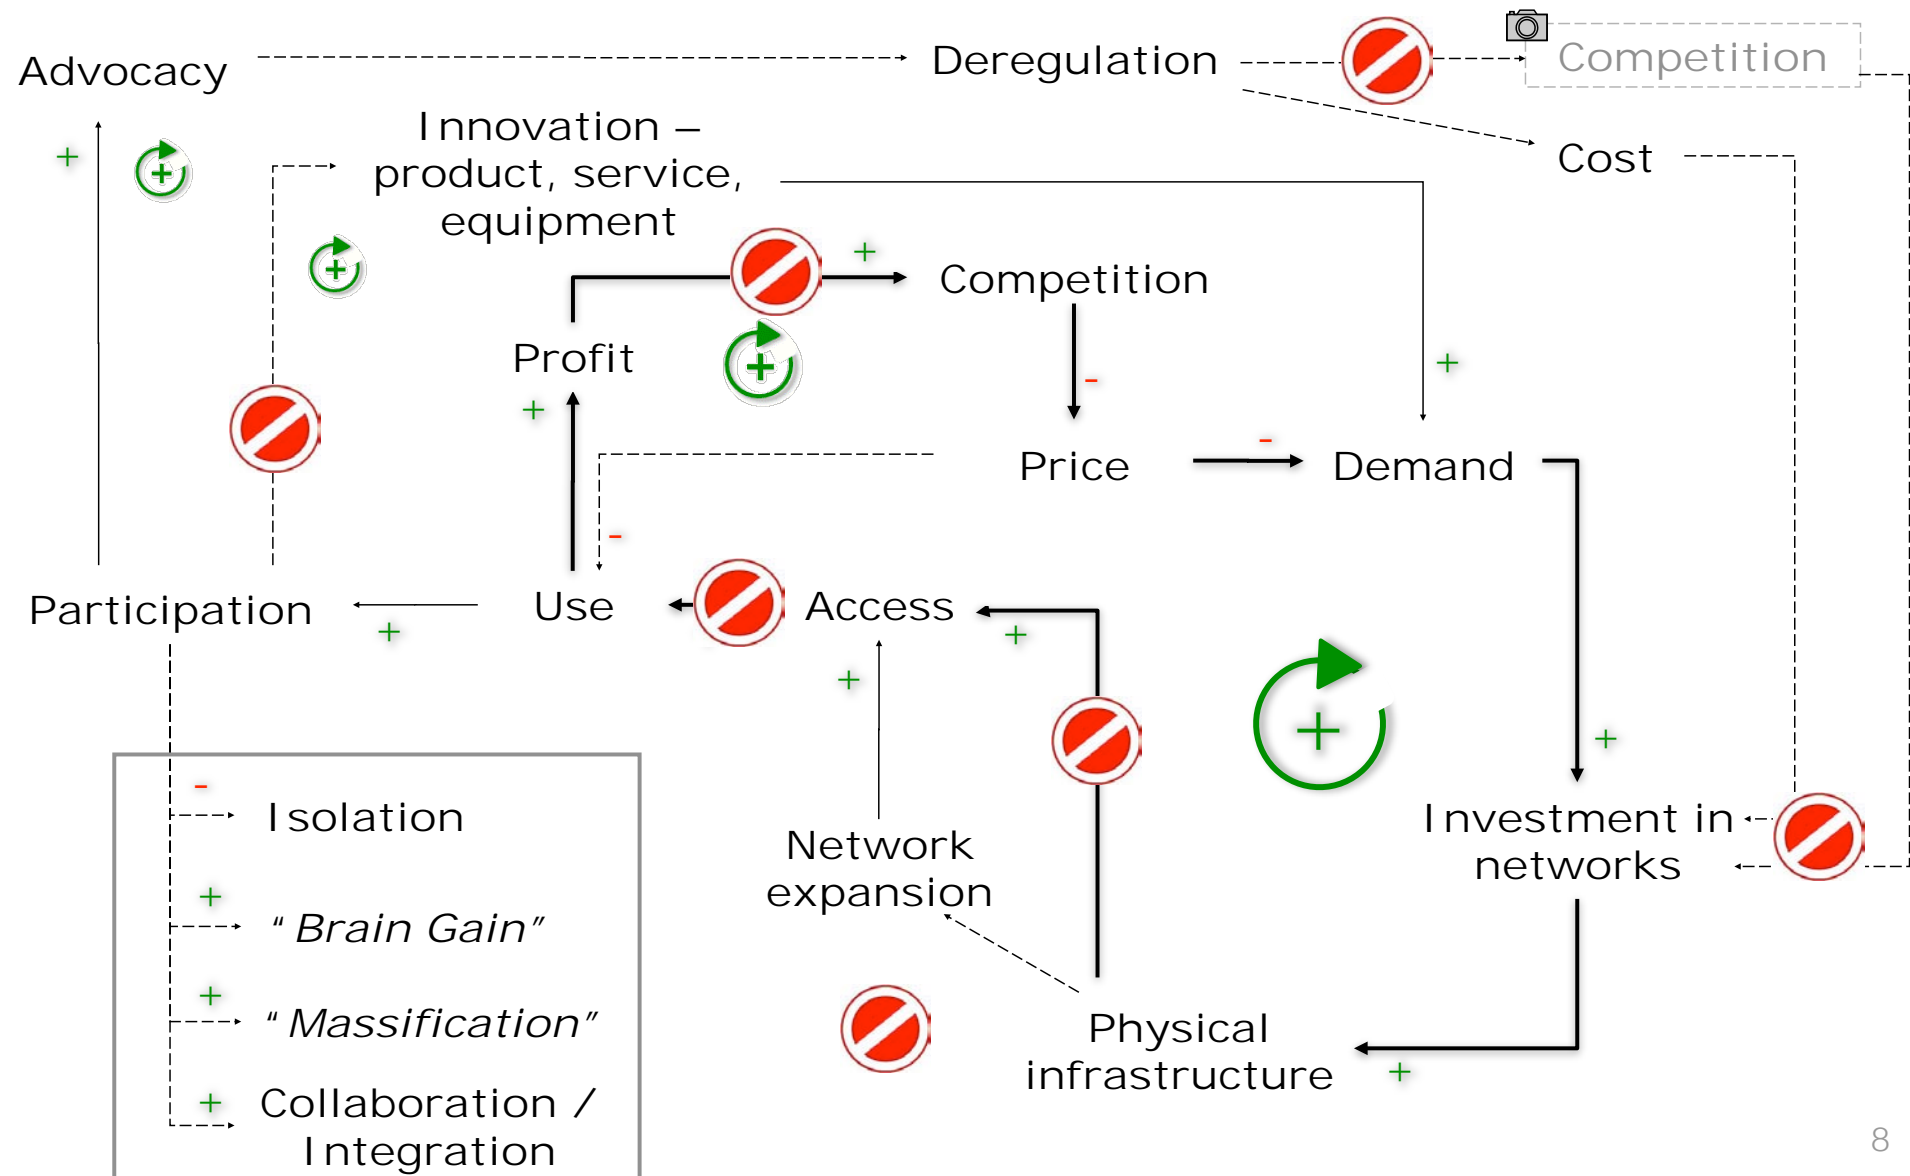 Advocacy
Deregulation
Competition
Cost
Innovation –
product, service,
equipment
+
+
Competition
Profit
+
+
-
+
+
-
Price
Demand
-
Participation
+
Use
Access
+
+
+
+
-
Isolation
Network
expansion
Investment in
networks
+
"Brain Gain"
+
"Massification"
Physical
infrastructure
+
+
Collaboration /
Integration
8